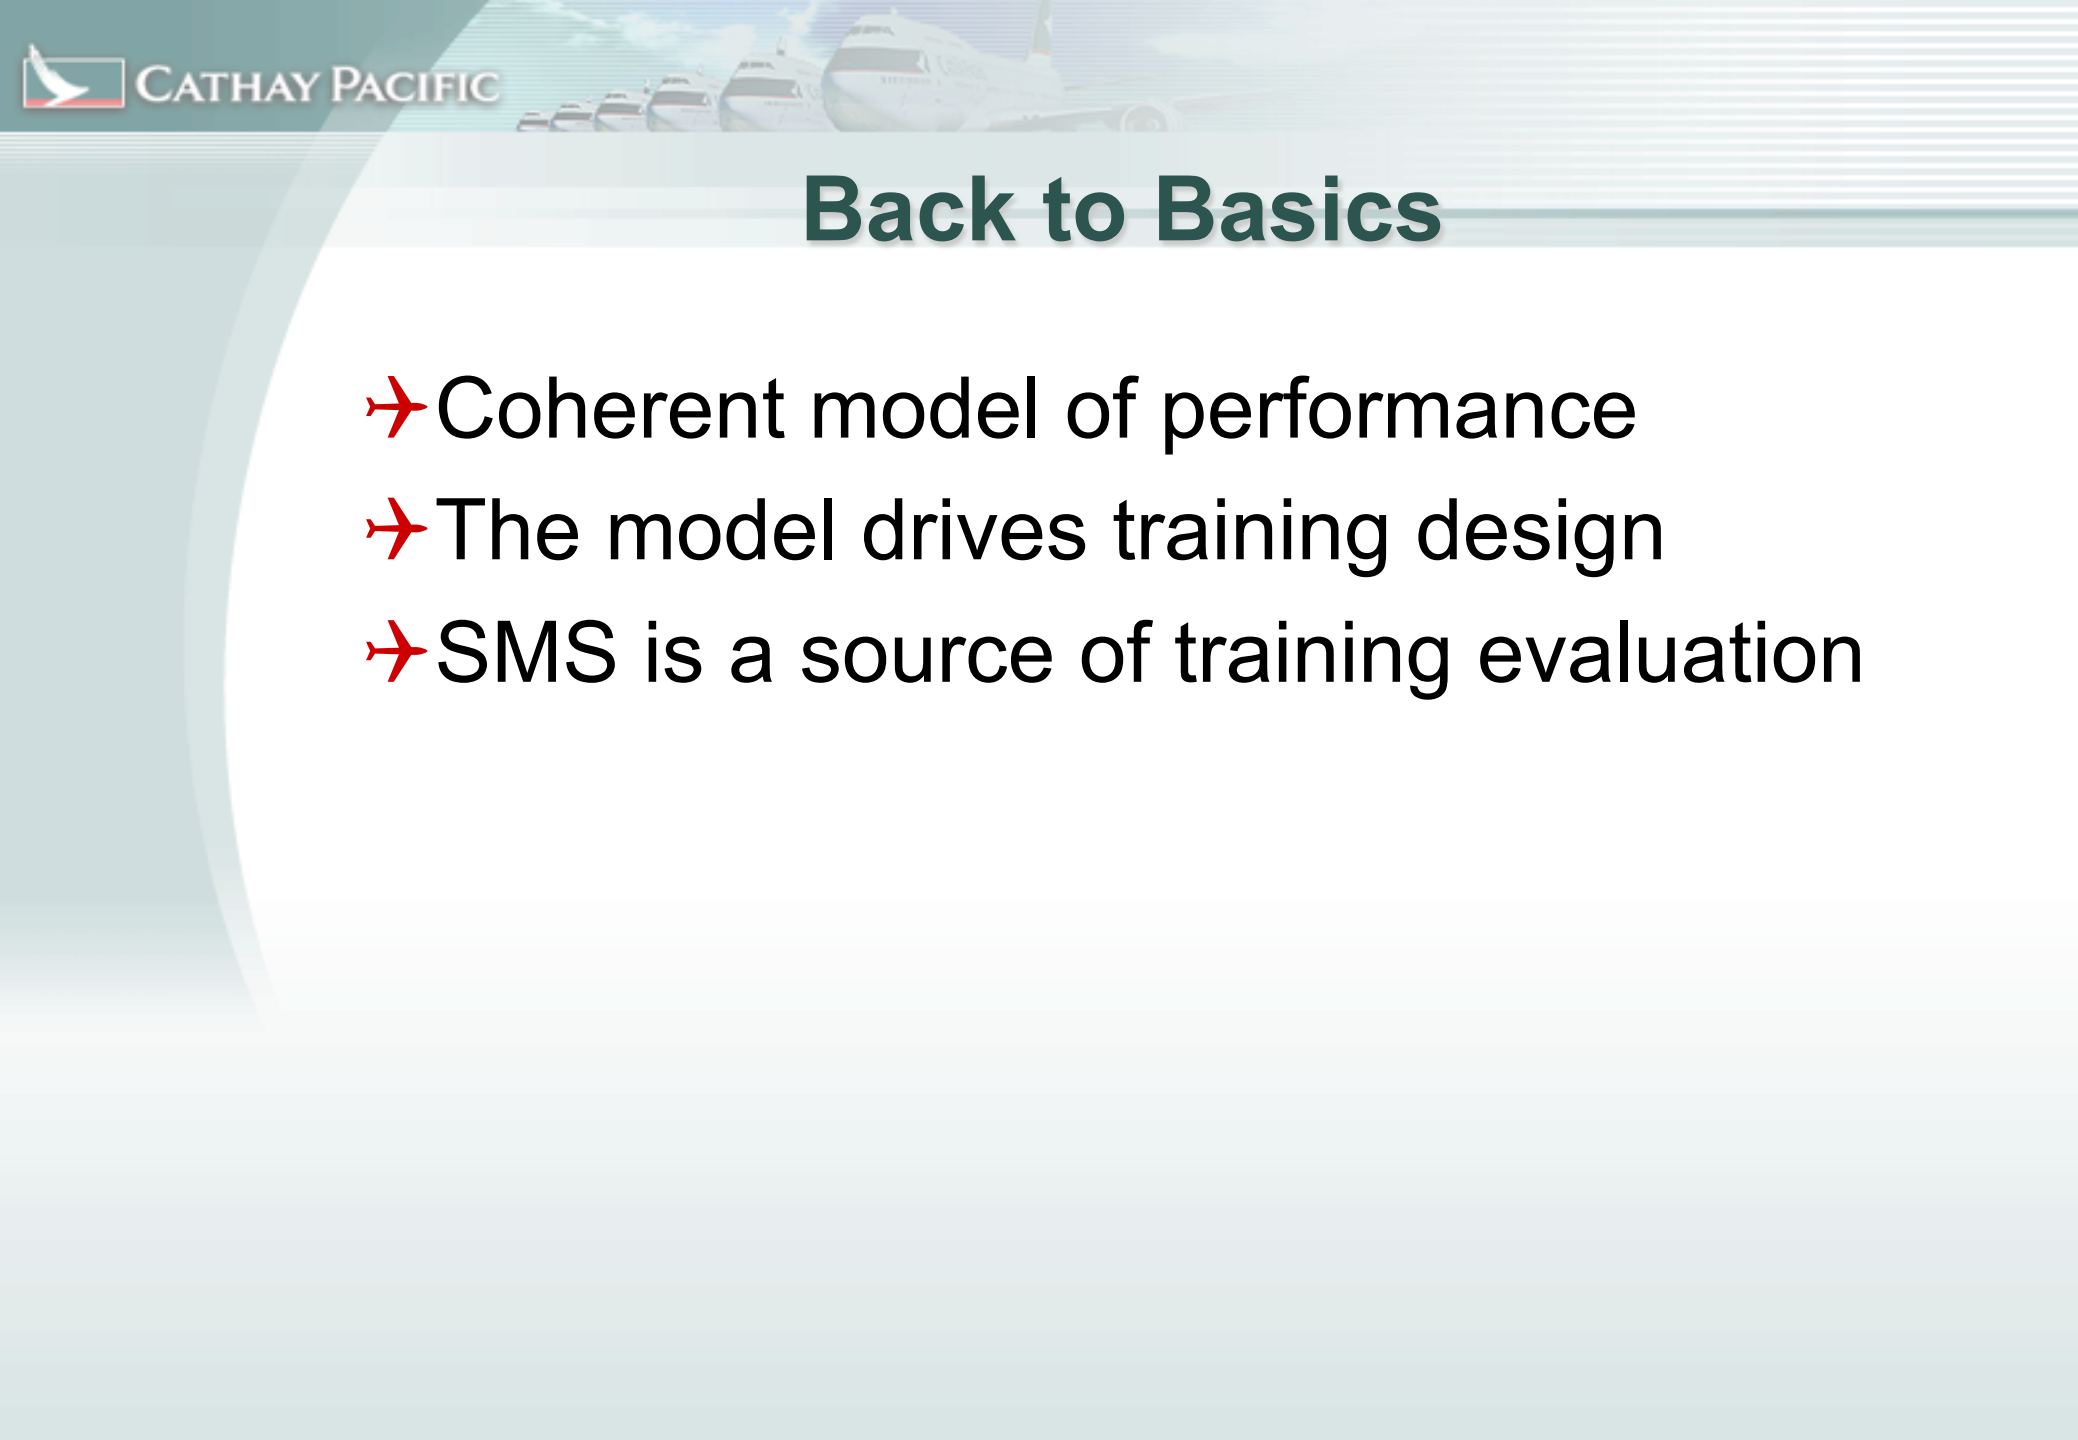 CATHAY PACIFIC
Back to Basics
Coherent model of performance
The model drives training design
SMS is a source of training evaluation